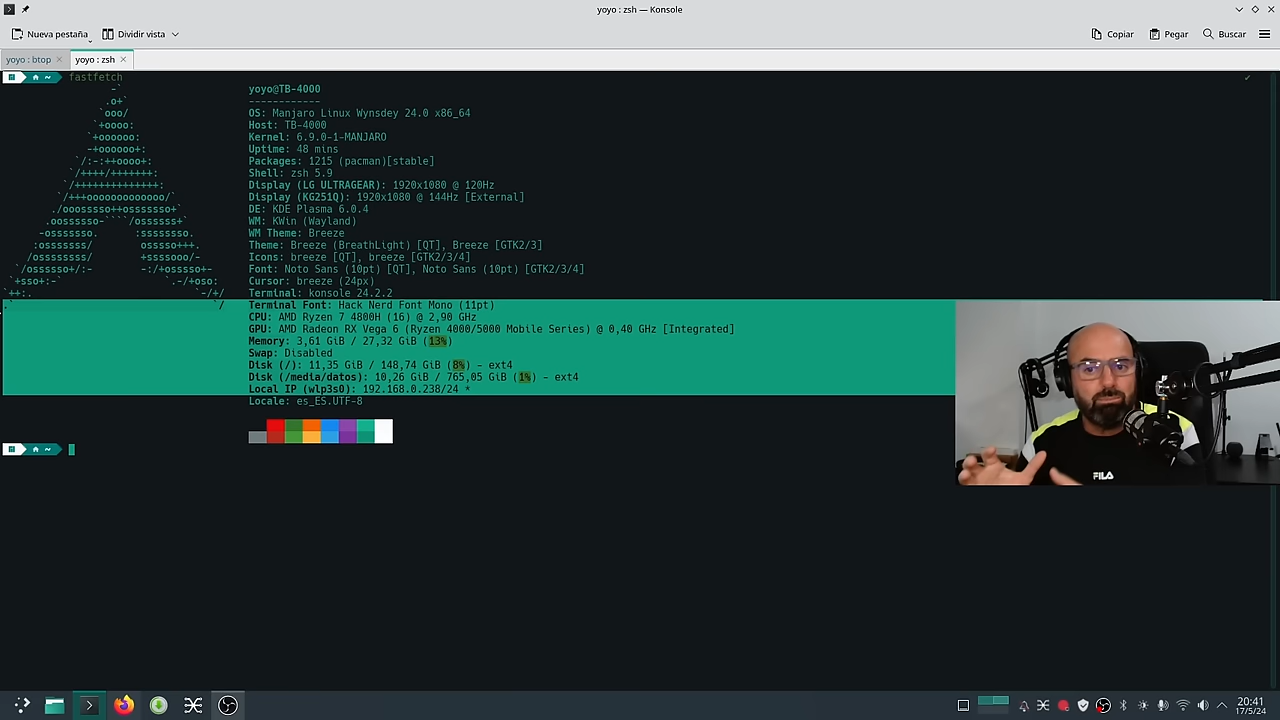 yoyo : zsh — Konsole
Nueva pestaña
Dividir vista
Copiar
Pegar
Buscar
yoyo : btop
yoyo : zsh
~ fastfetch
yoyo@TB-4000
------------
OS: Manjaro Linux Wynsdey 24.0 x86_64
Host: TB-4000
Kernel: 6.9.0-1-MANJARO
Uptime: 48 mins
Packages: 1215 (pacman)[stable]
Shell: zsh 5.9
Display (LG ULTRAGEAR): 1920x1080 @ 120Hz
Display (KG251Q): 1920x1080 @ 144Hz [External]
DE: KDE Plasma 6.0.4
WM: KWin (Wayland)
WM Theme: Breeze
Theme: Breeze (BreathLight) [QT], Breeze [GTK2/3]
Icons: breeze [QT], breeze [GTK2/3/4]
Font: Noto Sans (10pt) [QT], Noto Sans (10pt) [GTK2/3/4]
Cursor: breeze (24px)
Terminal: konsole 24.2.2
Terminal Font: Hack Nerd Font Mono (11pt)
CPU: AMD Ryzen 7 4800H (16) @ 2,90 GHz
GPU: AMD Radeon RX Vega 6 (Ryzen 4000/5000 Mobile Series) @ 0,40 GHz [Integrated]
Memory: 3,61 GiB / 27,32 GiB (13%)
Swap: Disabled
Disk (/): 11,35 GiB / 148,74 GiB (8%) - ext4
Disk (/media/datos): 10,26 GiB / 765,05 GiB (1%) - ext4
Local IP (wlp3s0): 192.168.0.238/24 *
Locale: es_ES.UTF-8
~
FILA
20:41
17/5/24